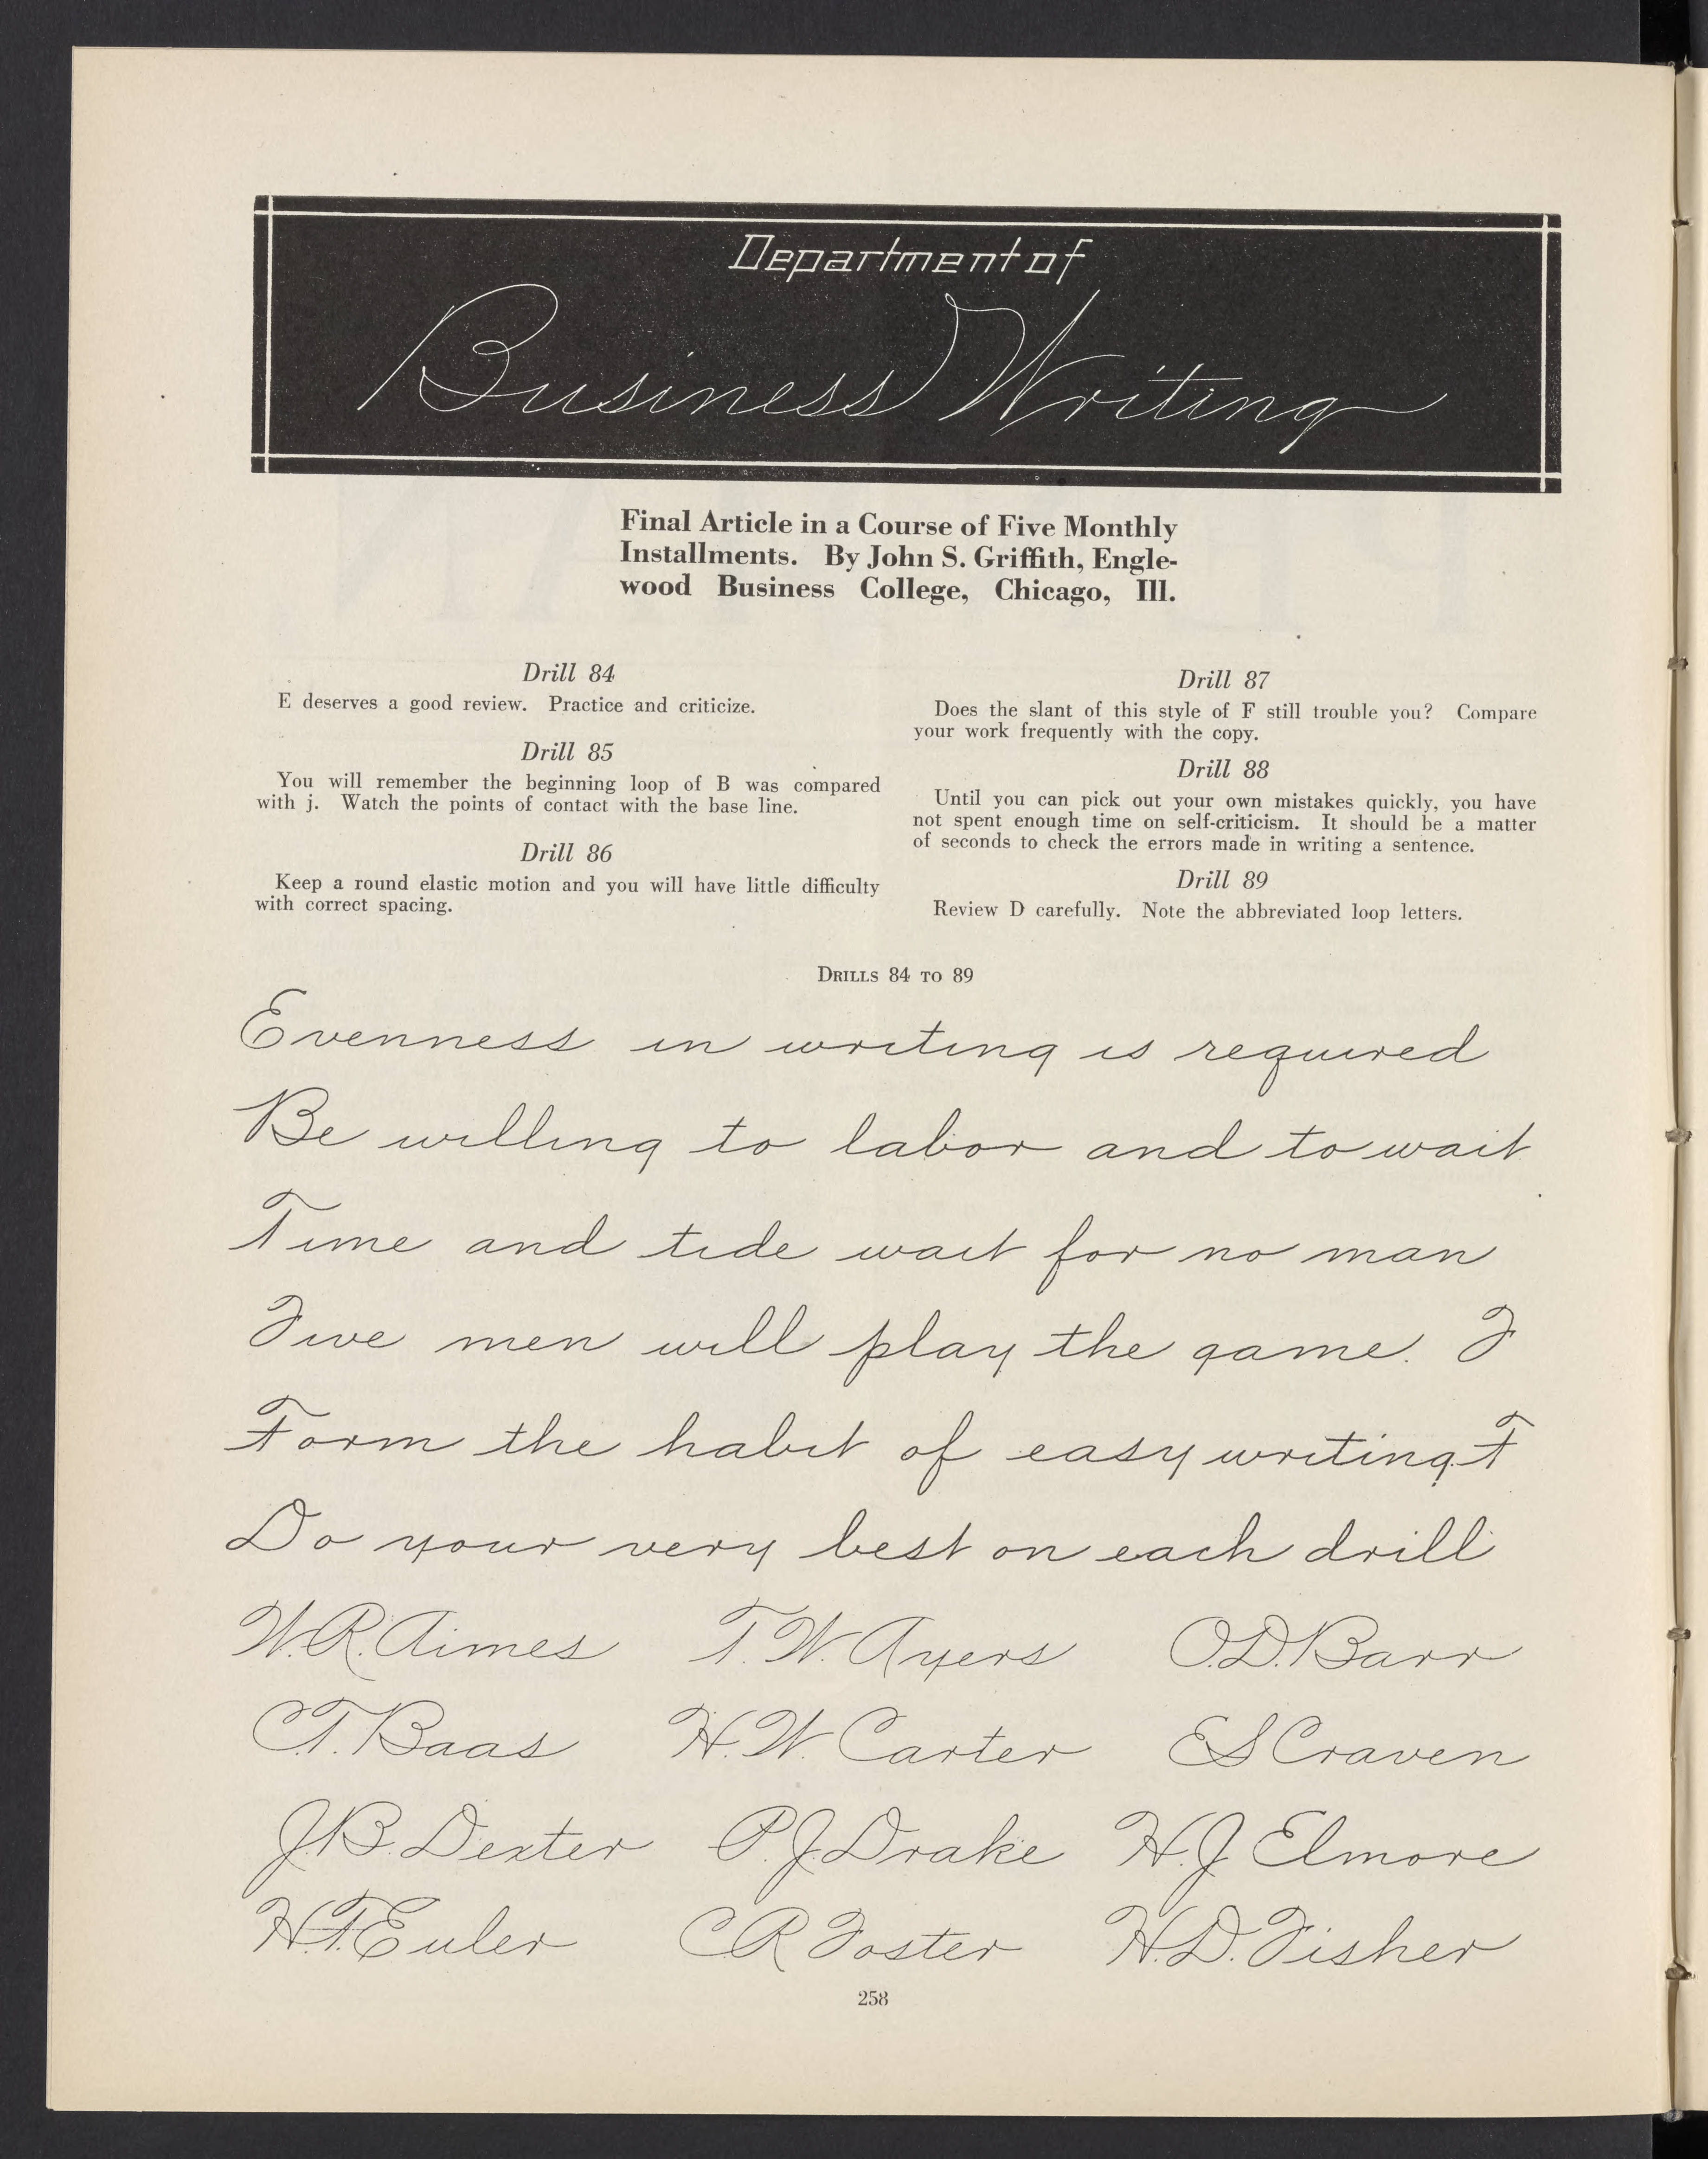 Department of
Business Writing
Final Article in a Course of Five Monthly
Installments. By John S. Griffith, Engle-
wood Business College, Chicago, Ill.
Drill 84
E deserves a good review. Practice and criticize.
Drill 85
You will remember the beginning loop of B was compared
with j. Watch the points of contact with the base line.
Drill 86
Keep a round elastic motion and you will have little difficulty
with correct spacing.
Drill 87
Does the slant of this style of F still trouble you? Compare
your work frequently with the copy.
Drill 88
Until you can pick out your own mistakes quickly, you have
not spent enough time on self-criticism. It should be a matter
of seconds to check the errors made in writing a sentence.
Drill 89
Review D carefully. Note the abbreviated loop letters.
Drills 84 to 89
Evenness in writing is required
Be willing to labor and to wait
Time and tide wait for no man
Five men will play the game. F
Form the habit of easy writing. F
Do your very best on each drill
W. R. Aimes T. W. Ayers O. D. Barr
C. T. Baas H. W. Carter E S Craven
J. B. Dexter P. J. Drake H. J. Elmore
H. F. Euler C. R. Foster H. D. Fisher
258